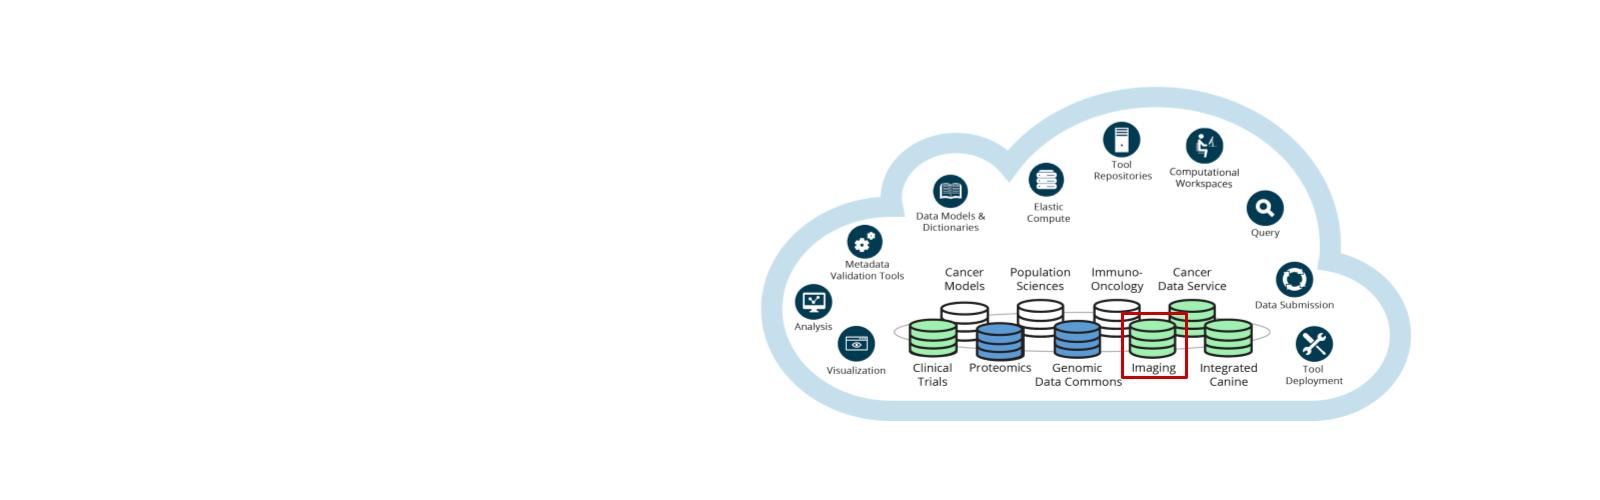 Tool
Repositories
Computational
Workspaces
Elastic
Compute
Data Models &
Dictionaries
Query
Metadata
Validation Tools
Cancer
Models
Population
Sciences
Immuno-
Oncology
Cancer
Data Service
Data Submission
Analysis
Visualization
Clinical
Trials
Proteomics
Genomic
Data Commons
Imaging
Integrated
Canine
Tool
Deployment